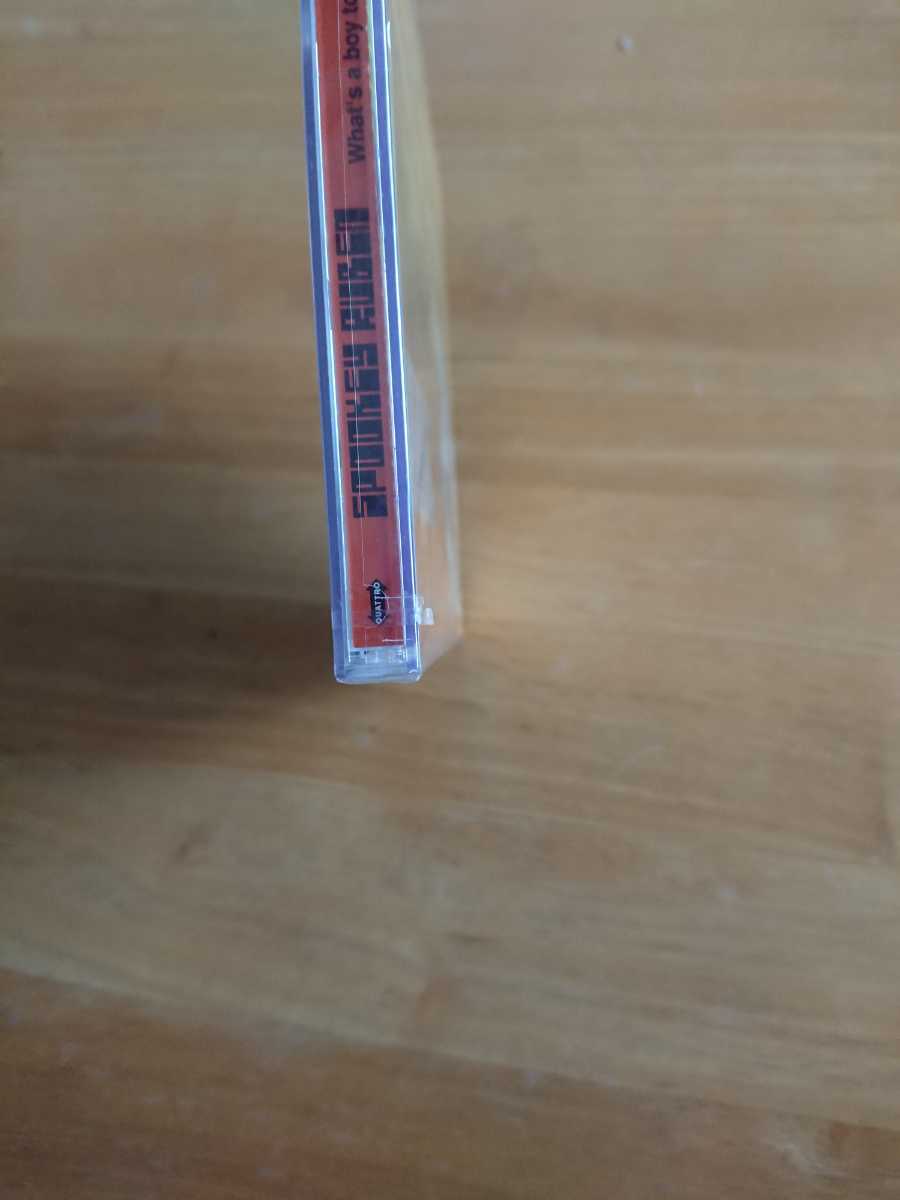 QUATTRO
SPOOKEY RUBEN
What's a boy to